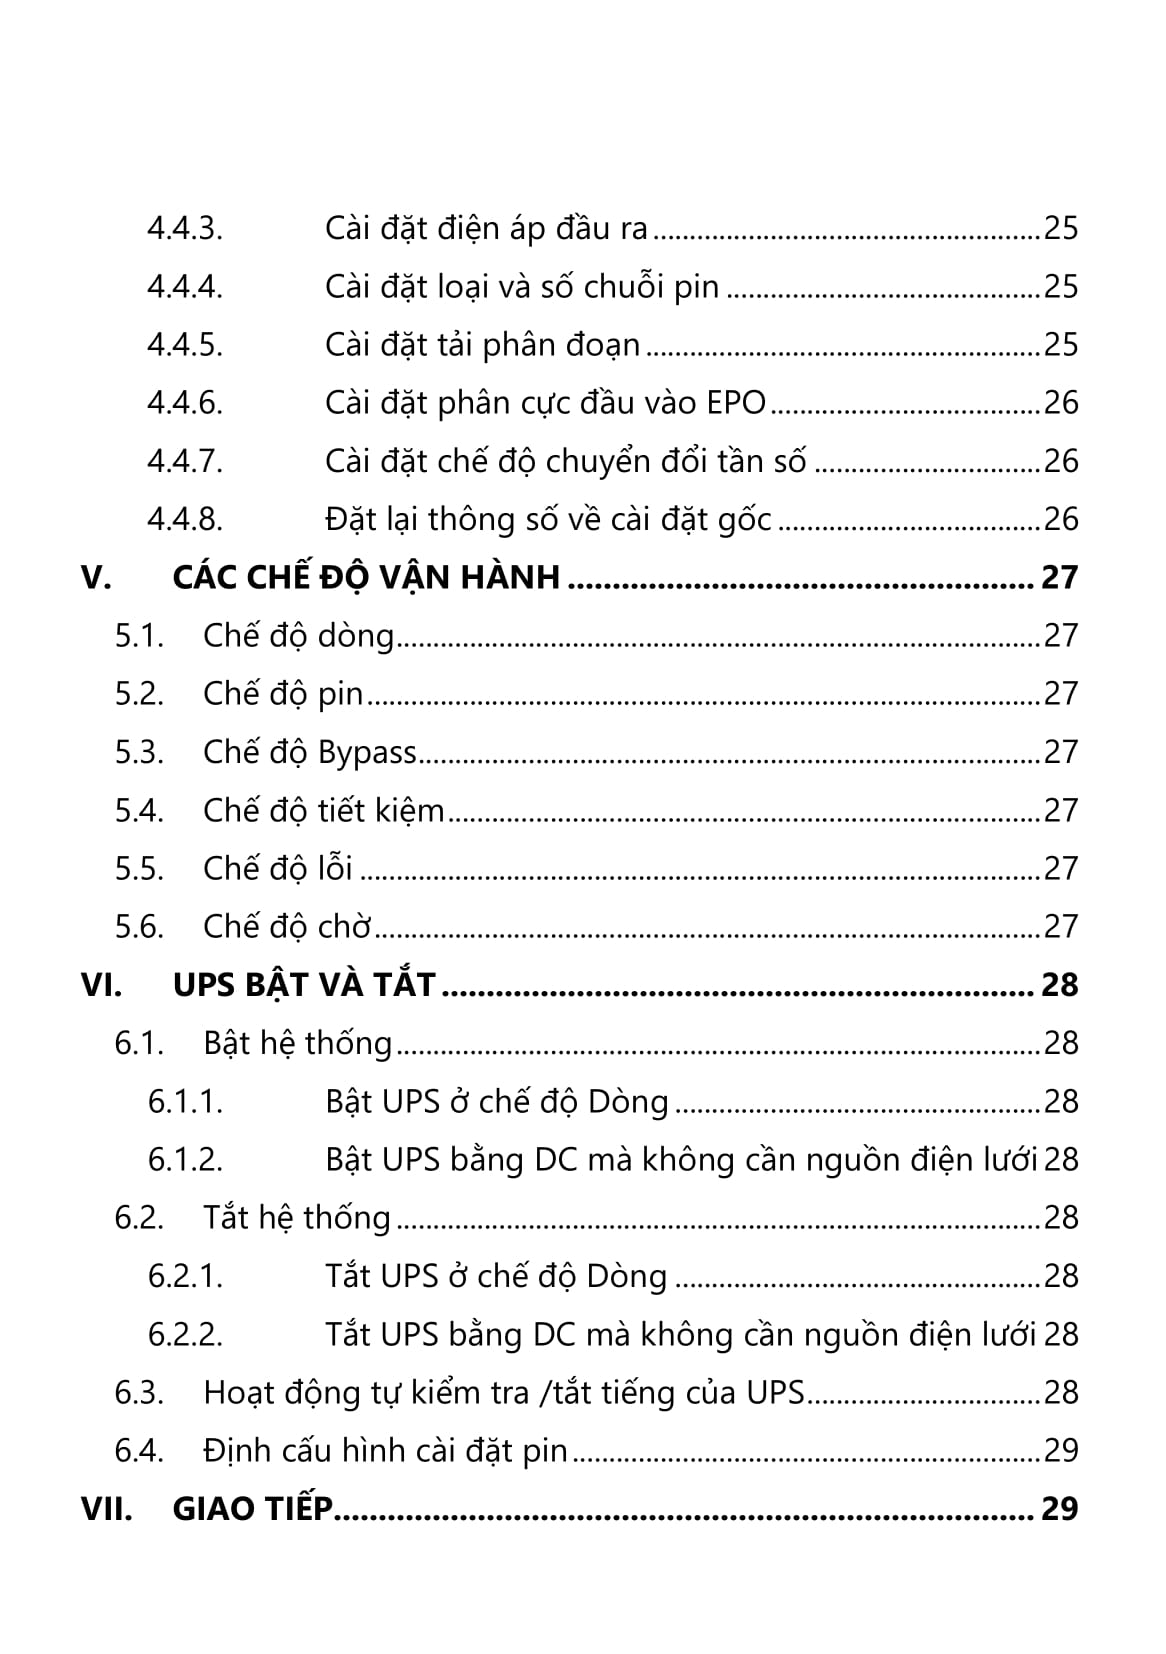 4.4.3. Cài đặt điện áp đầu ra.....................................................25
4.4.4. Cài đặt loại và số chuỗi pin ...........................................25
4.4.5. Cài đặt tải phân đoạn......................................................25
4.4.6. Cài đặt phân cực đầu vào EPO.....................................26
4.4.7. Cài đặt chế độ chuyển đổi tần số ...............................26
4.4.8. Đặt lại thông số về cài đặt gốc ....................................26
V. CÁC CHẾ ĐỘ VẬN HÀNH.................................................... 27
5.1. Chế độ dòng........................................................................................27
5.2. Chế độ pin............................................................................................27
5.3. Chế độ Bypass.....................................................................................27
5.4. Chế độ tiết kiệm.................................................................................27
5.5. Chế độ lỗi .............................................................................................27
5.6. Chế độ chờ...........................................................................................27
VI. UPS BẬT VÀ TẮT.................................................................. 28
6.1. Bật hệ thống........................................................................................28
6.1.1. Bật UPS ở chế độ Dòng ..................................................28
6.1.2. Bật UPS bằng DC mà không cần nguồn điện lưới 28
6.2. Tắt hệ thống........................................................................................28
6.2.1. Tắt UPS ở chế độ Dòng ..................................................28
6.2.2. Tắt UPS bằng DC mà không cần nguồn điện lưới 28
6.3. Hoạt động tự kiểm tra /tắt tiếng của UPS................................28
6.4. Định cấu hình cài đặt pin................................................................29
VII. GIAO TIẾP.............................................................................. 29